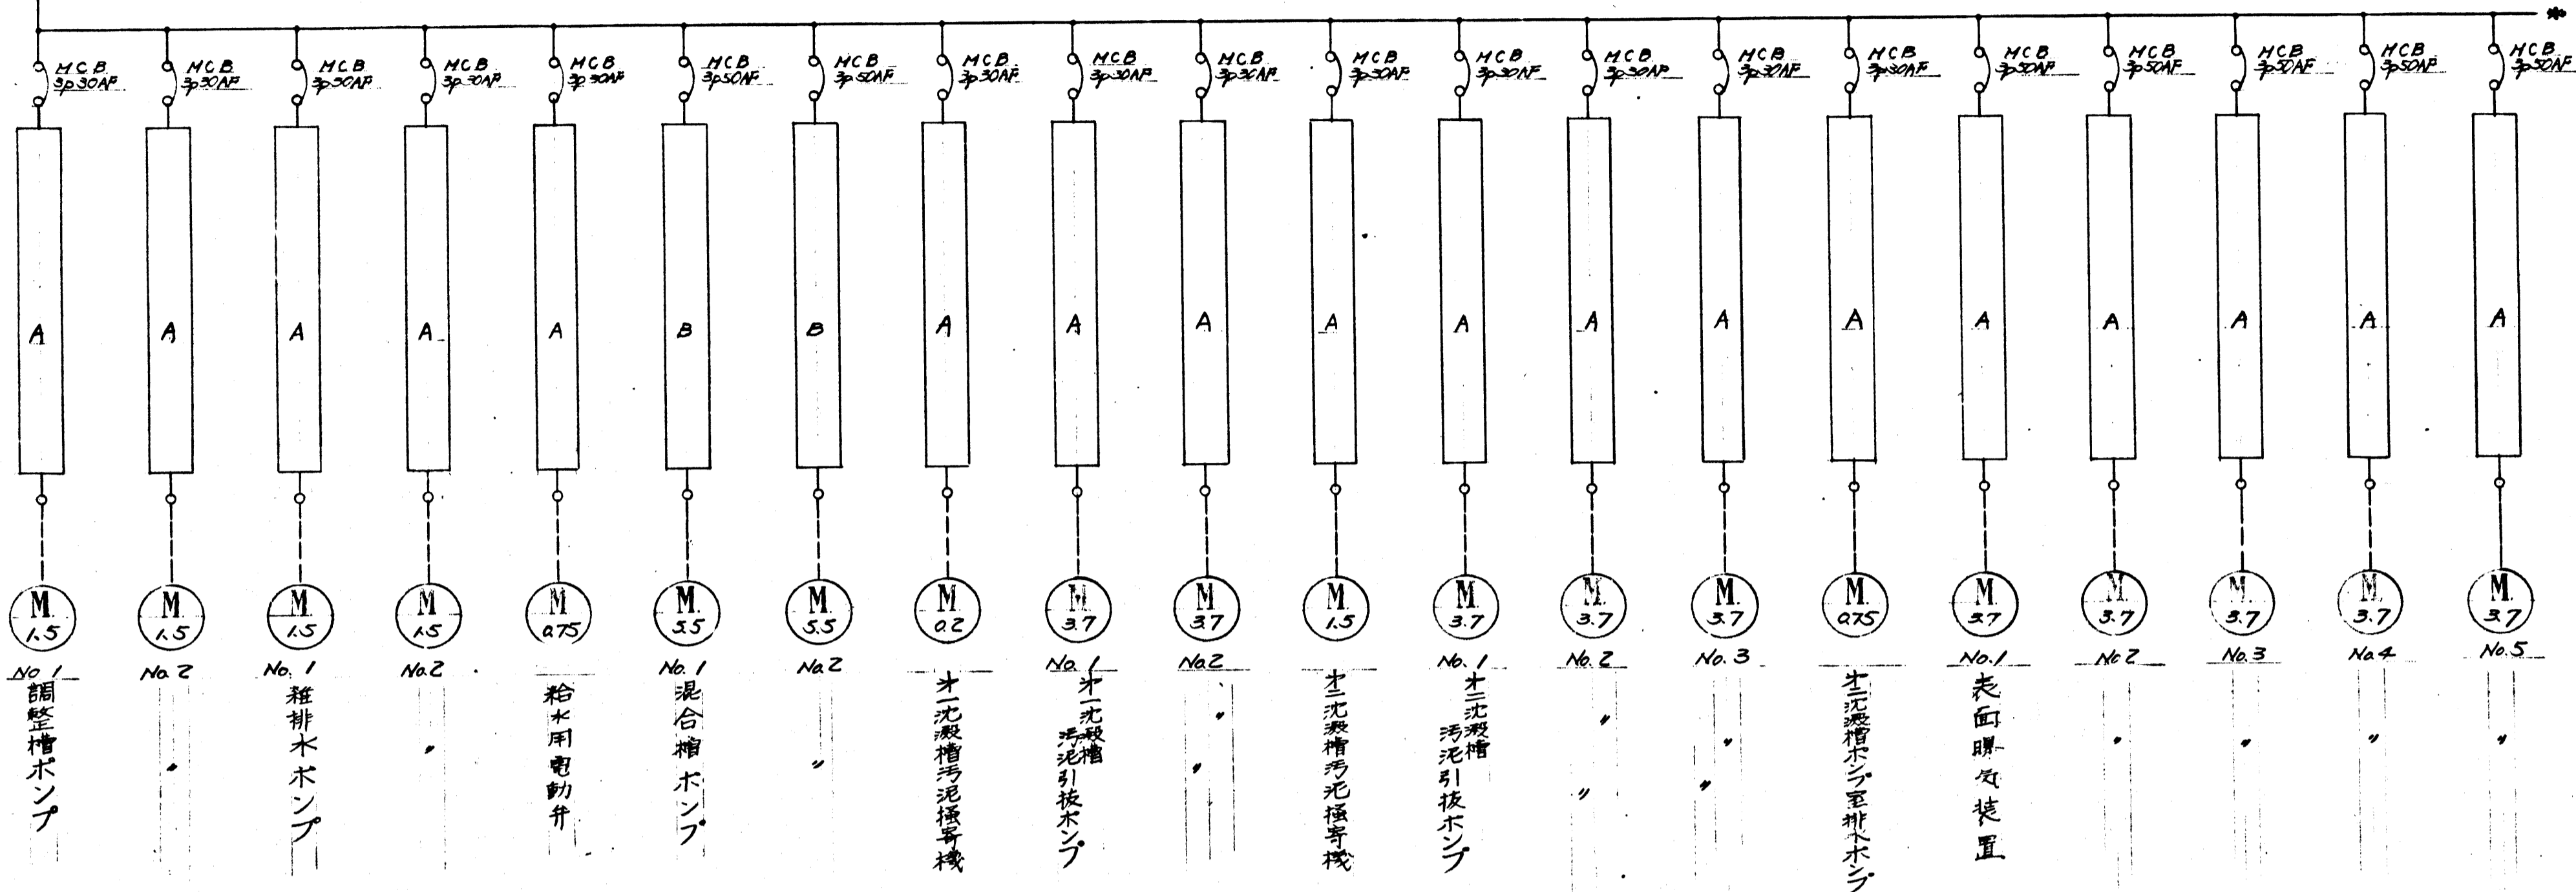 MCB 3P30AF
MCB 3P30AF
MCB 3P30AF
MCB 3P30AF
MCB 3P30AF
MCB 3P50AF
MCB 3P50AF
MCB 3P30AF
MCB 3P30AF
MCB 3P30AF
MCB 3P30AF
MCB 3P30AF
MCB 3P30AF
MCB 3P30AF
MCB 3P30AF
MCB 3P50AF
MCB 3P50AF
MCB 3P50AF
MCB 3P50AF
MCB 3P50AF
A
A
A
A
A
B
B
A
A
A
A
A
A
A
A
A
A
A
A
A
M 1.5
M 1.5
M 1.5
M 1.5
M 0.75
M 5.5
M 5.5
M 0.2
M 3.7
M 3.7
M 1.5
M 3.7
M 3.7
M 3.7
M 0.75
M 3.7
M 3.7
M 3.7
M 3.7
M 3.7
No 1
調整槽ポンプ
No. 2
〃
No. 1
雑排水ポンプ
No. 2
〃
給水用電動弁
No. 1
混合槽ポンプ
No. 2
〃
才一沈澱槽汚泥掻寄機
No. 1
才一沈澱槽
汚泥引抜ポンプ
No. 2
〃
〃
才二沈澱槽汚泥掻寄機
No. 1
才二沈澱槽
汚泥引抜ポンプ
No. 2
〃
〃
No. 3
〃
〃
才二沈澱槽ポンプ室排水ポンプ
No. 1
表面曝気装置
No 2
〃
No. 3
〃
No. 4
〃
No. 5
〃